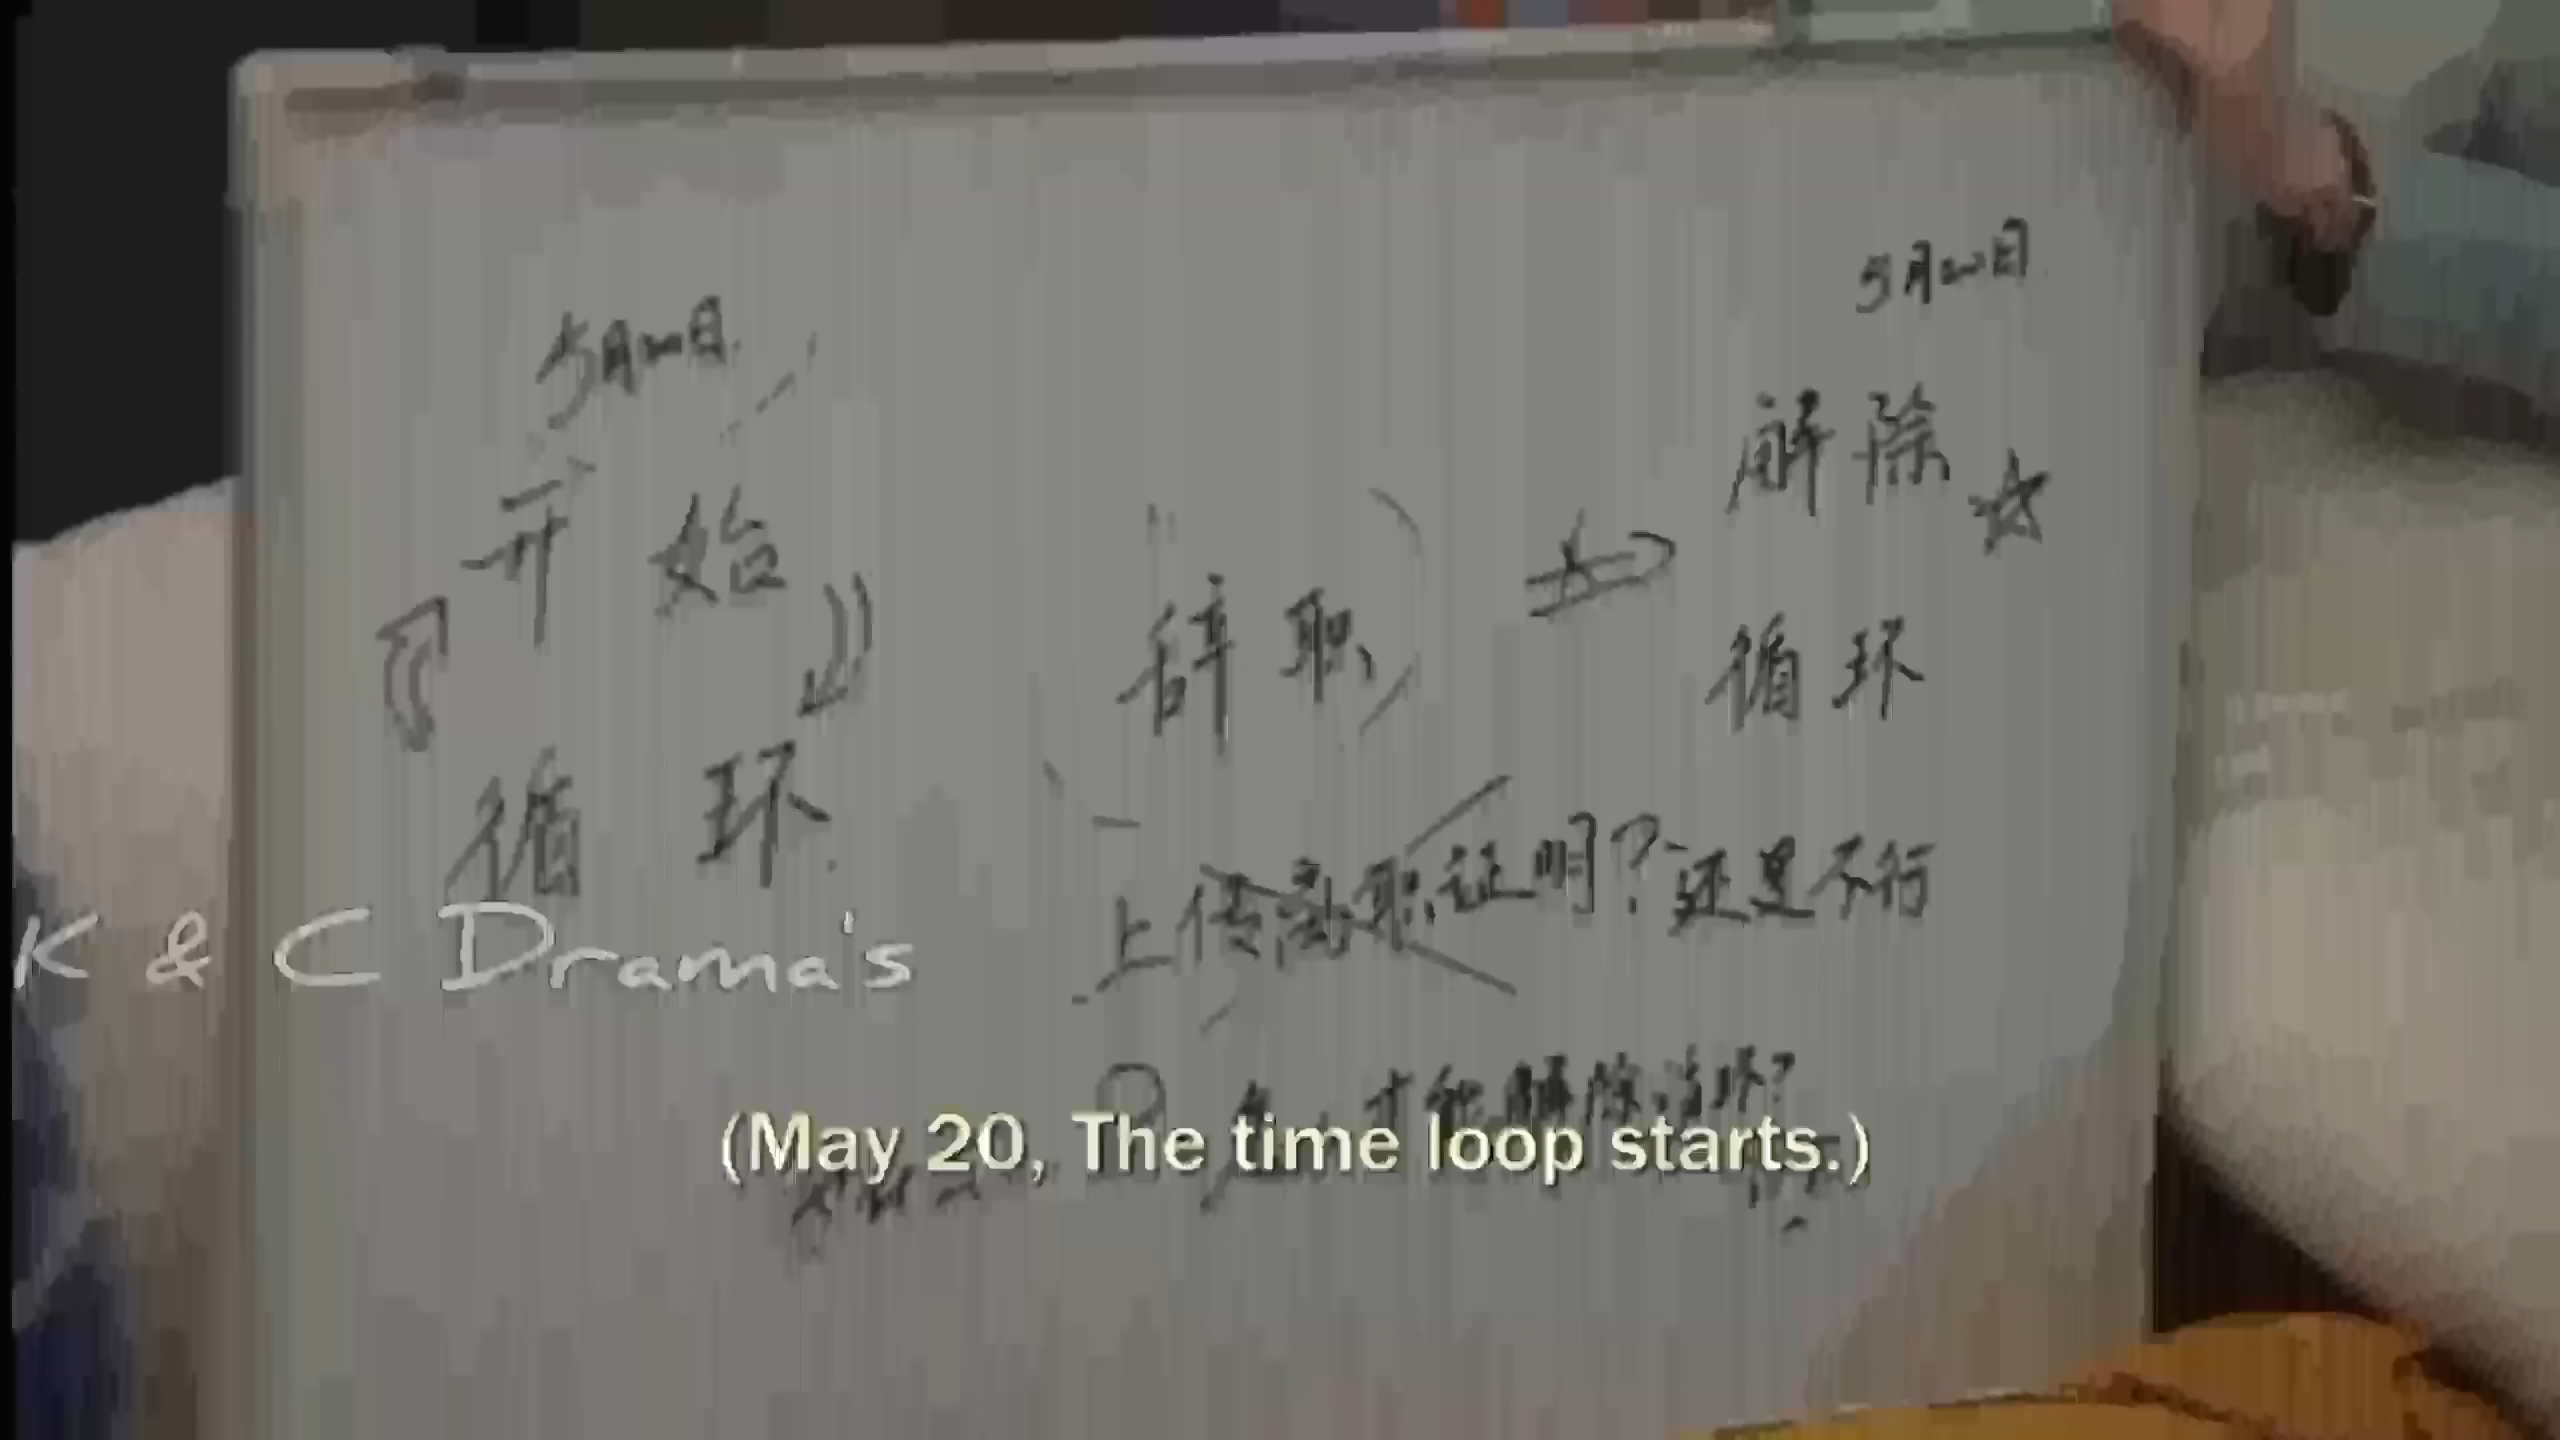 5月20日
5月20日
开始
解除
循环
辞职
循环
上传离职证明?还是不行
K & C Drama's
才能解除循环?
(May 20, The time loop starts.)